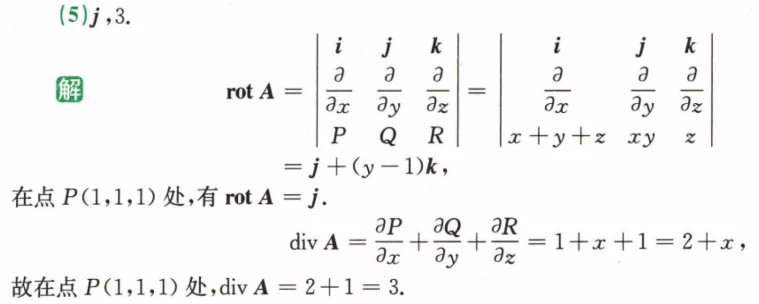 (5) j, 3.
解 rot A = | i j k ; ∂/∂x ∂/∂y ∂/∂z ; P Q R | = | i j k ; ∂/∂x ∂/∂y ∂/∂z ; x+y+z xy z |
= j+(y−1)k,
在点 P(1,1,1) 处,有 rot A = j.
div A = ∂P/∂x + ∂Q/∂y + ∂R/∂z = 1+x+1 = 2+x,
故在点 P(1,1,1) 处,div A = 2+1 = 3.